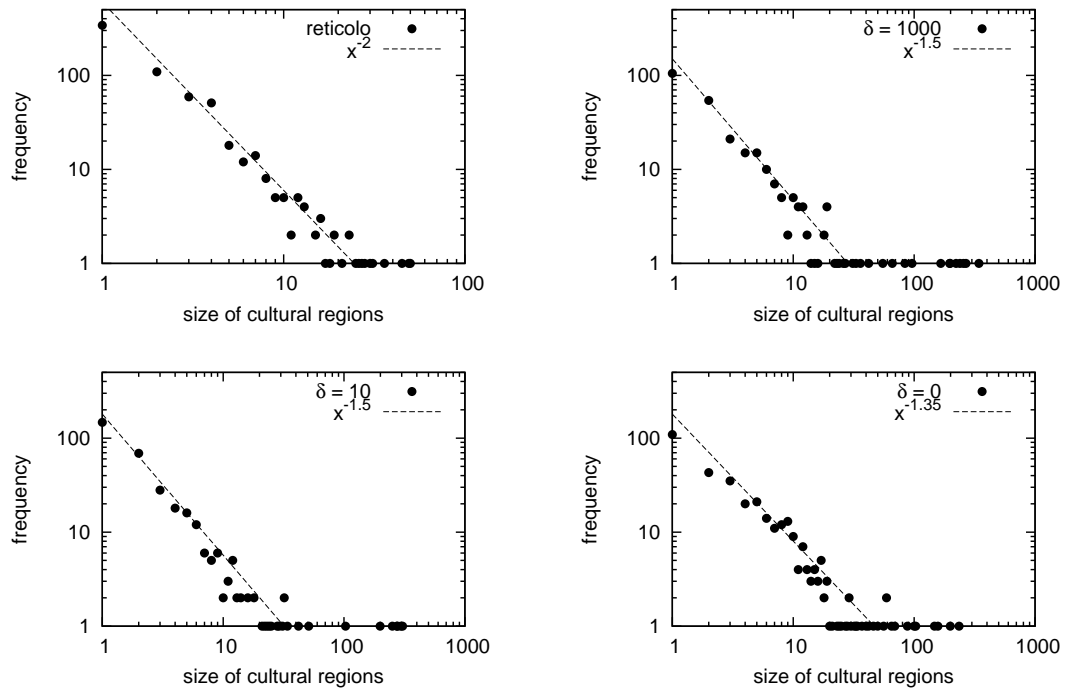 reticolo
x^-2
frequency
100
10
1
1 10 100
size of cultural regions
δ = 1000
x^-1.5
frequency
100
10
1
1 10 100 1000
size of cultural regions
δ = 10
x^-1.5
frequency
100
10
1
1 10 100 1000
size of cultural regions
δ = 0
x^-1.35
frequency
100
10
1
1 10 100 1000
size of cultural regions